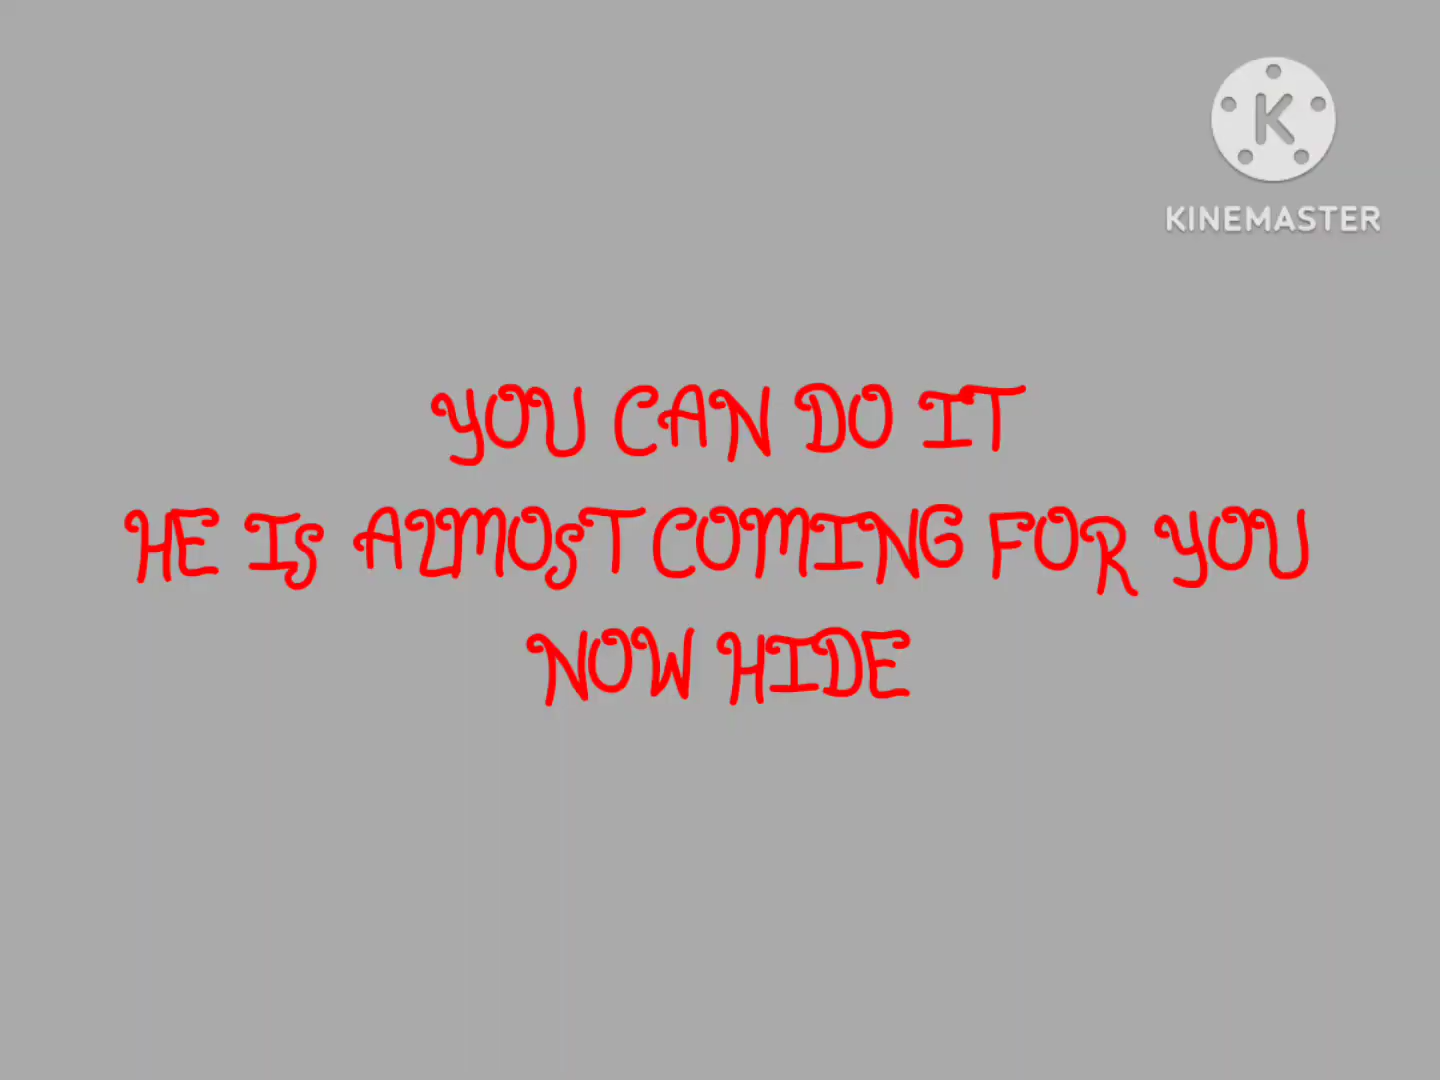 K
KINEMASTER
YOU CAN DO IT
HE IS ALMOST COMING FOR YOU
NOW HIDE